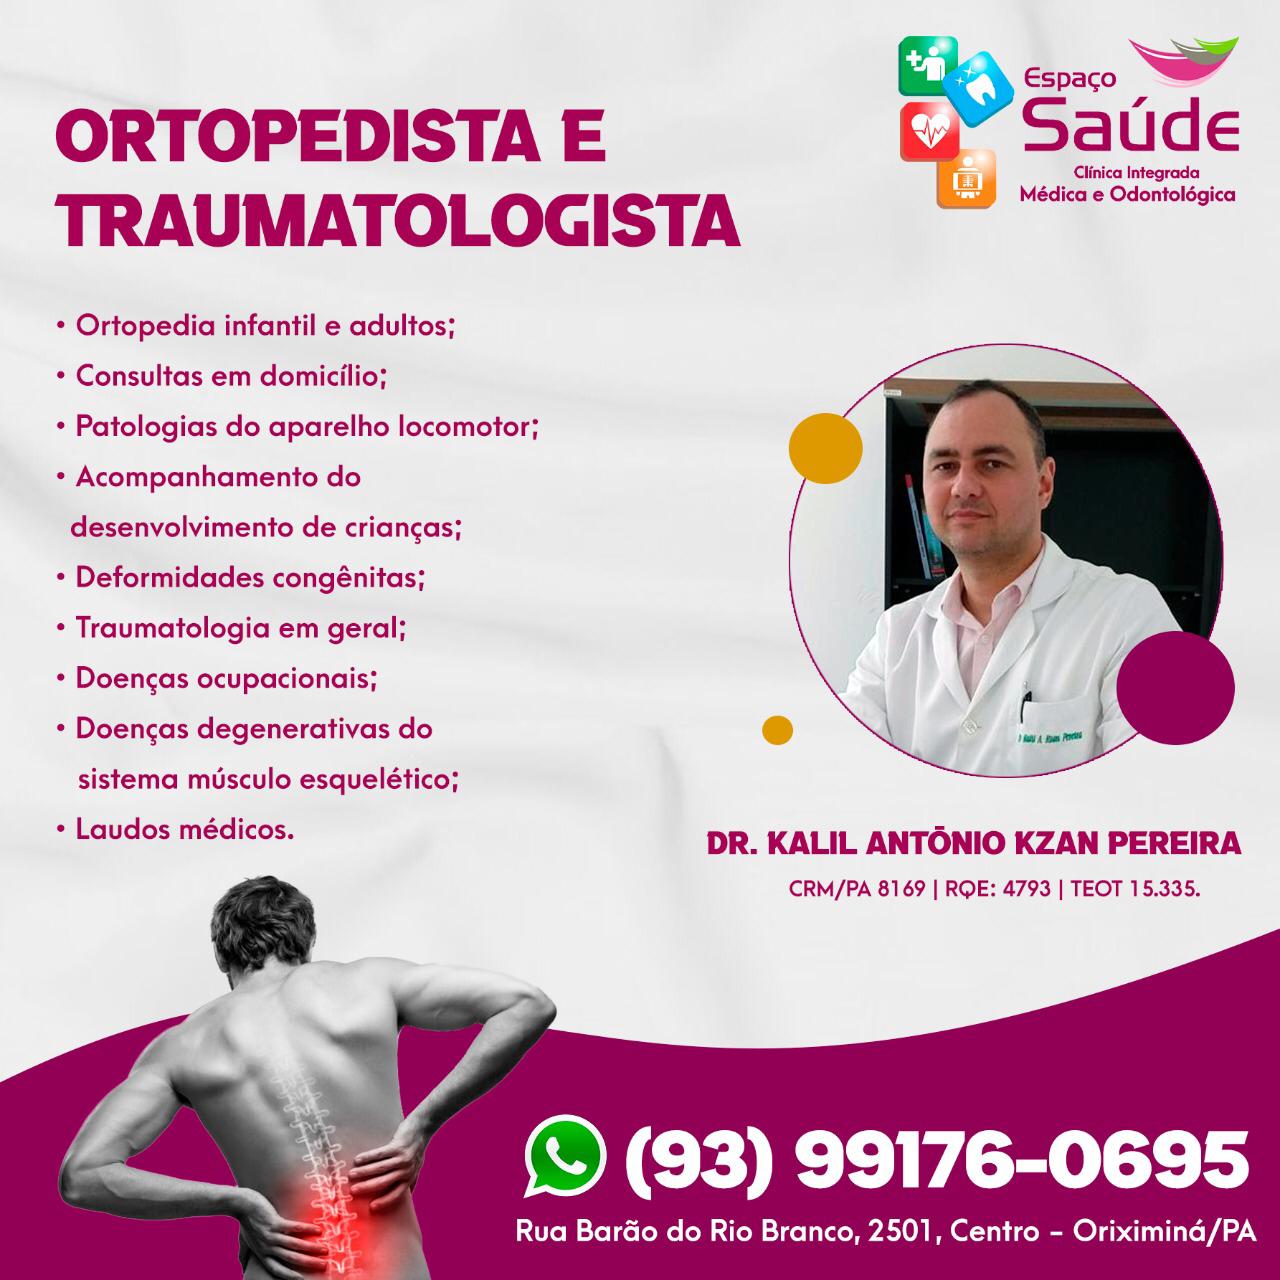 Espaço
Saúde
Clínica Integrada
Médica e Odontológica
ORTOPEDISTA E
TRAUMATOLOGISTA
• Ortopedia infantil e adultos;
• Consultas em domicílio;
• Patologias do aparelho locomotor;
• Acompanhamento do
desenvolvimento de crianças;
• Deformidades congênitas;
• Traumatologia em geral;
• Doenças ocupacionais;
• Doenças degenerativas do
sistema músculo esquelético;
• Laudos médicos.
Kalil A. Kzan Pereira
DR. KALIL ANTÔNIO KZAN PEREIRA
CRM/PA 8169 | RQE: 4793 | TEOT 15.335.
(93) 99176-0695
Rua Barão do Rio Branco, 2501, Centro - Oriximiná/PA